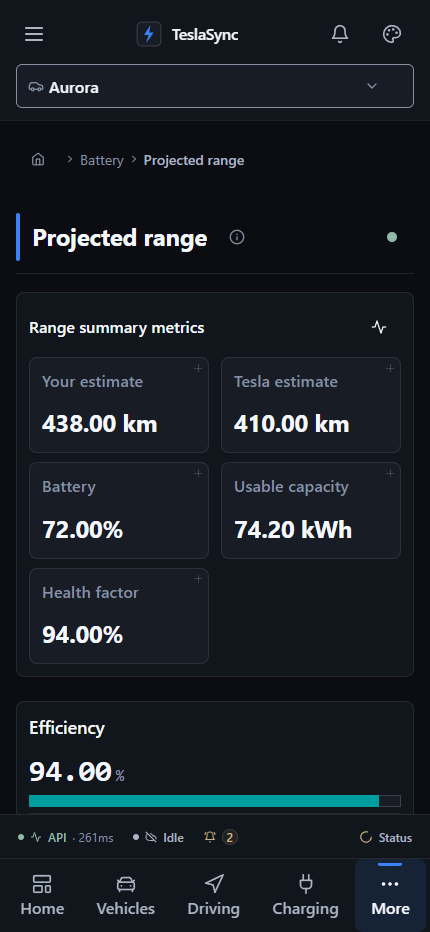 TeslaSync
Aurora
Battery Projected range
Projected range
Range summary metrics
Your estimate
438.00 km
Tesla estimate
410.00 km
Battery
72.00%
Usable capacity
74.20 kWh
Health factor
94.00%
Efficiency
94.00 %
API · 261ms Idle 2 Status
Home Vehicles Driving Charging More